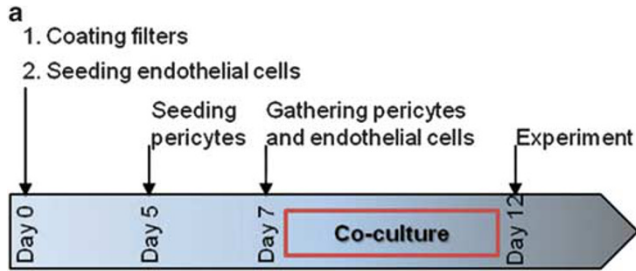 a
1. Coating filters
2. Seeding endothelial cells
Seeding
pericytes
Gathering pericytes
and endothelial cells
Experiment
Day 0
Day 5
Day 7
Co-culture
Day 12